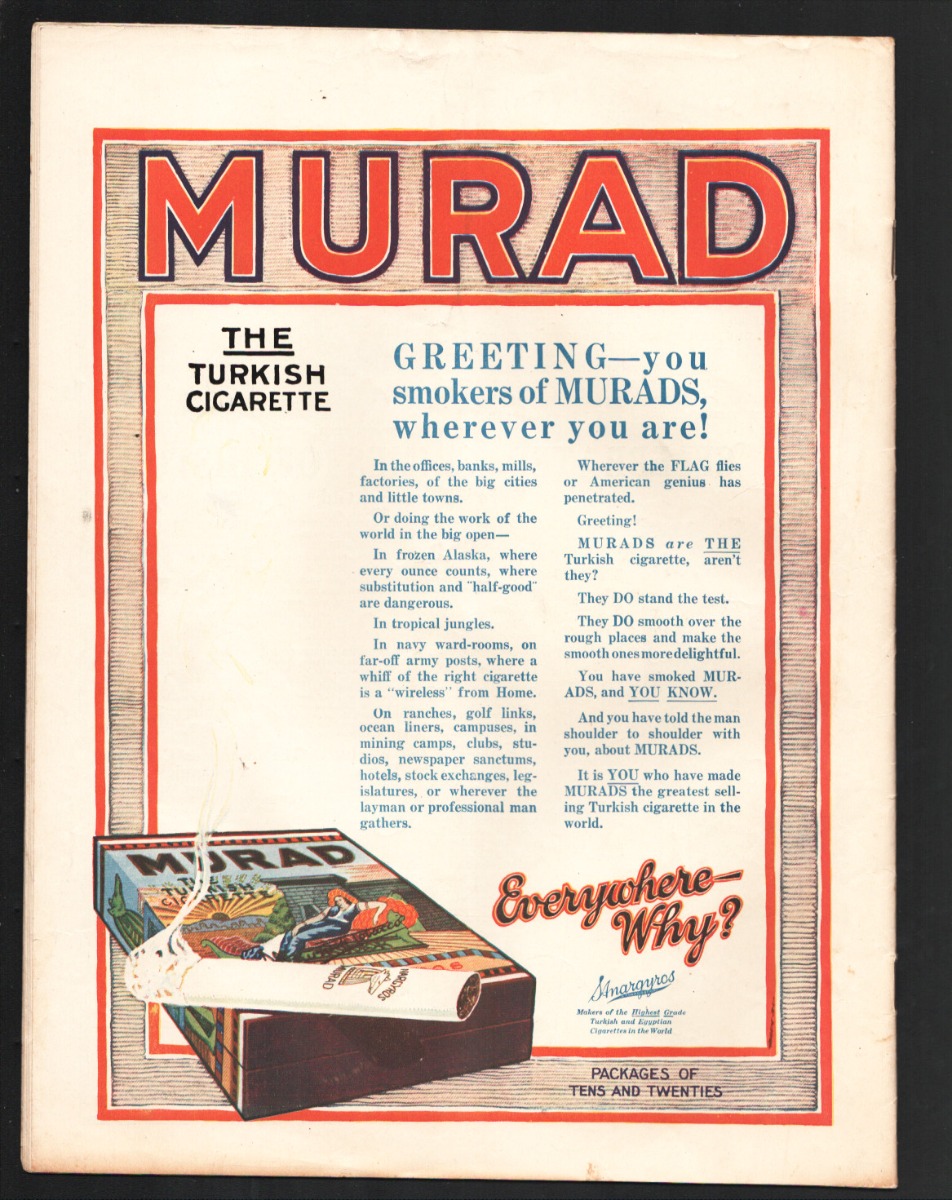 MURAD
THE
TURKISH
CIGARETTE
GREETING—you
smokers of MURADS,
wherever you are!
In the offices, banks, mills,
factories, of the big cities
and little towns.
Or doing the work of the
world in the big open—
In frozen Alaska, where
every ounce counts, where
substitution and "half-good"
are dangerous.
In tropical jungles.
In navy ward-rooms, on
far-off army posts, where a
whiff of the right cigarette
is a "wireless" from Home.
On ranches, golf links,
ocean liners, campuses, in
mining camps, clubs, stu-
dios, newspaper sanctums,
hotels, stock exchanges, leg-
islatures, or wherever the
layman or professional man
gathers.
Wherever the FLAG flies
or American genius has
penetrated.
Greeting!
MURADS are THE
Turkish cigarette, aren't
they?
They DO stand the test.
They DO smooth over the
rough places and make the
smooth ones more delightful.
You have smoked MUR-
ADS, and YOU KNOW.
And you have told the man
shoulder to shoulder with
you, about MURADS.
It is YOU who have made
MURADS the greatest sell-
ing Turkish cigarette in the
world.
MURAD
THE
TURKISH
CIGARETTE
MURAD
Everywhere—
Why?
S. Anargyros
Makers of the Highest Grade
Turkish and Egyptian
Cigarettes in the World
PACKAGES OF
TENS AND TWENTIES